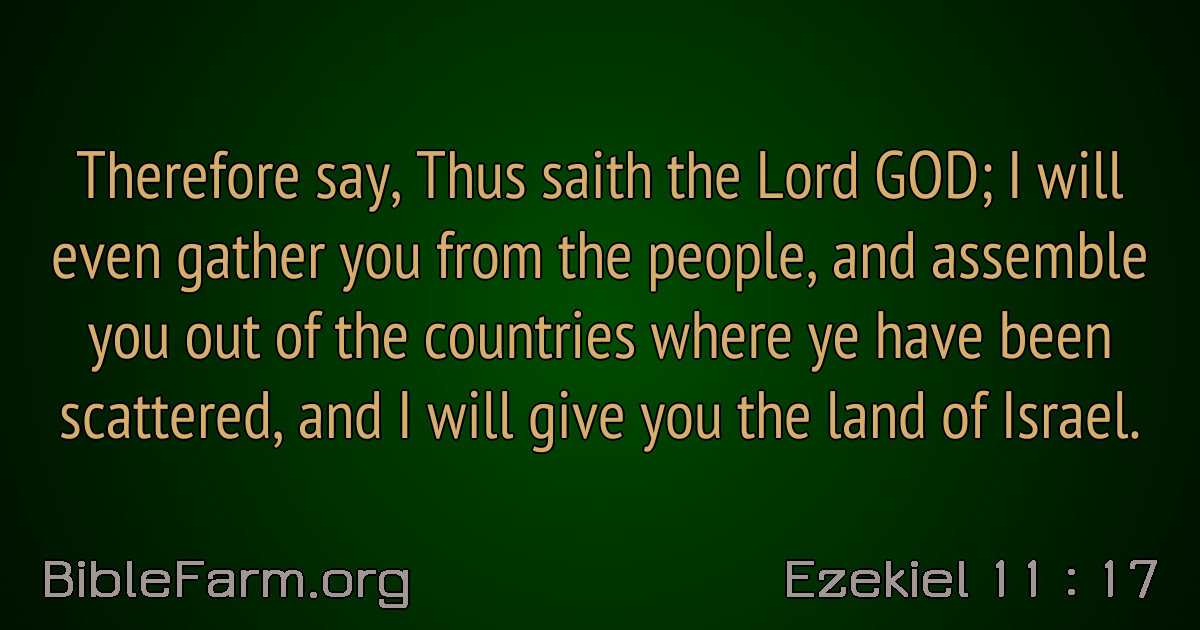 Therefore say, Thus saith the Lord GOD; I will
even gather you from the people, and assemble
you out of the countries where ye have been
scattered, and I will give you the land of Israel.
BibleFarm.org
Ezekiel 11 : 17